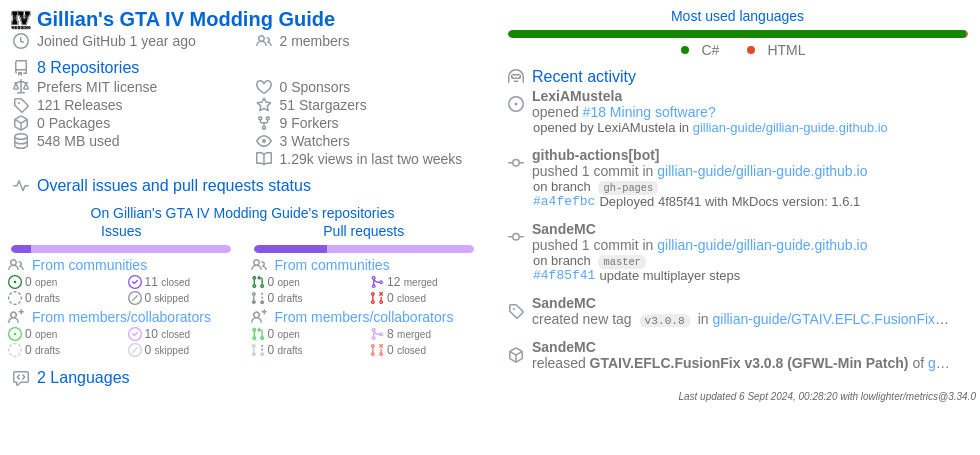 Gillian's GTA IV Modding Guide
Joined GitHub 1 year ago
2 members
8 Repositories
Prefers MIT license
121 Releases
0 Packages
548 MB used
0 Sponsors
51 Stargazers
9 Forkers
3 Watchers
1.29k views in last two weeks
Overall issues and pull requests status
On Gillian's GTA IV Modding Guide's repositories
Issues
From communities
0 open
11 closed
0 drafts
0 skipped
From members/collaborators
0 open
10 closed
0 drafts
0 skipped
Pull requests
From communities
0 open
12 merged
0 drafts
0 closed
From members/collaborators
0 open
8 merged
0 drafts
0 closed
2 Languages
Most used languages
C# HTML
Recent activity
LexiAMustela
opened #18 Mining software?
opened by LexiAMustela in gillian-guide/gillian-guide.github.io
github-actions[bot]
pushed 1 commit in gillian-guide/gillian-guide.github.io
on branch gh-pages
#a4fefbc Deployed 4f85f41 with MkDocs version: 1.6.1
SandeMC
pushed 1 commit in gillian-guide/gillian-guide.github.io
on branch master
#4f85f41 update multiplayer steps
SandeMC
created new tag v3.0.8 in gillian-guide/GTAIV.EFLC.FusionFix…
SandeMC
released GTAIV.EFLC.FusionFix v3.0.8 (GFWL-Min Patch) of g…
Last updated 6 Sept 2024, 00:28:20 with lowlighter/metrics@3.34.0